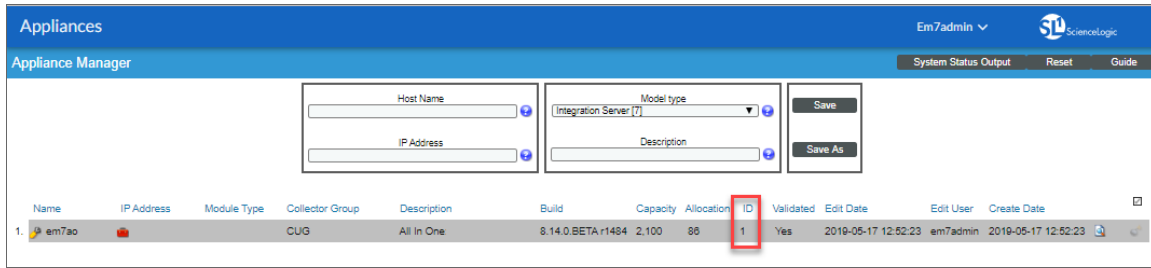 Appliances Em7admin SL1 ScienceLogic
Appliance Manager System Status Output Reset Guide
Host Name Model type
Integration Server [7] Save
IP Address Description
Save As
Name IP Address Module Type Collector Group Description Build Capacity Allocation ID Validated Edit Date Edit User Create Date
1. em7ao CUG All In One 8.14.0.BETA r1484 2,100 86 1 Yes 2019-05-17 12:52:23 em7admin 2019-05-17 12:52:23